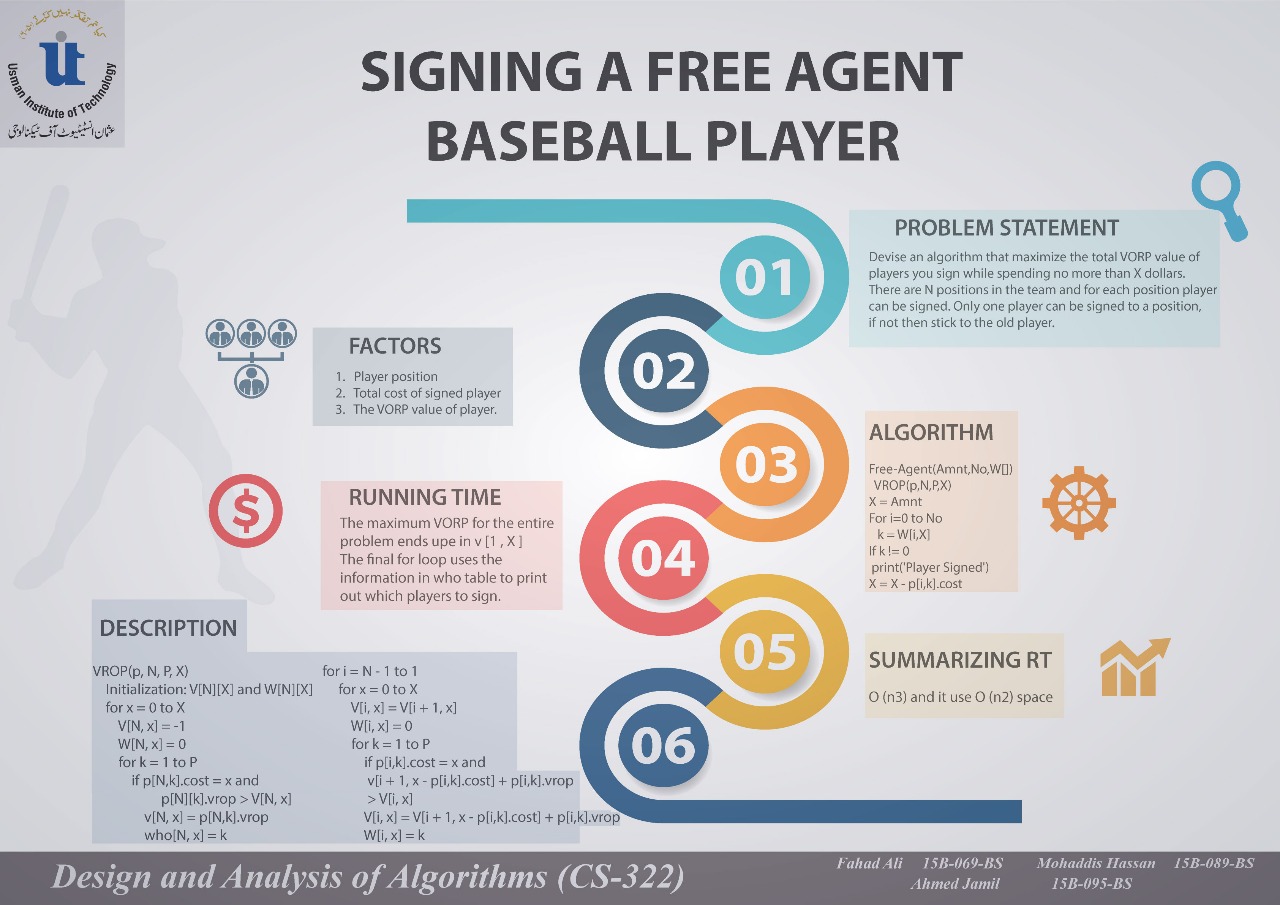 Usman Institute of Technology
عثمان انسٹیٹیوٹ آف ٹیکنالوجی
SIGNING A FREE AGENT
BASEBALL PLAYER
01
PROBLEM STATEMENT
Devise an algorithm that maximize the total VORP value of
players you sign while spending no more than X dollars.
There are N positions in the team and for each position player
can be signed. Only one player can be signed to a position,
if not then stick to the old player.
02
FACTORS
1. Player position
2. Total cost of signed player
3. The VORP value of player.
03
ALGORITHM
Free-Agent(Amnt,No,W[])
VROP(p,N,P,X)
X = Amnt
For i=0 to No
k = W[i,X]
If k != 0
print('Player Signed')
X = X - p[i,k].cost
04
RUNNING TIME
The maximum VORP for the entire
problem ends upe in v [1 , X ]
The final for loop uses the
information in who table to print
out which players to sign.
05
SUMMARIZING RT
O (n3) and it use O (n2) space
06
DESCRIPTION
VROP(p, N, P, X)
Initialization: V[N][X] and W[N][X]
for x = 0 to X
V[N, x] = -1
W[N, x] = 0
for k = 1 to P
if p[N,k].cost = x and
p[N][k].vrop > V[N, x]
v[N, x] = p[N,k].vrop
who[N, x] = k
for i = N - 1 to 1
for x = 0 to X
V[i, x] = V[i + 1, x]
W[i, x] = 0
for k = 1 to P
if p[i,k].cost = x and
v[i + 1, x - p[i,k].cost] + p[i,k].vrop
> V[i, x]
V[i, x] = V[i + 1, x - p[i,k].cost] + p[i,k].vrop
W[i, x] = k
Design and Analysis of Algorithms (CS-322)
Fahad Ali 15B-069-BS Mohaddis Hassan 15B-089-BS
Ahmed Jamil 15B-095-BS